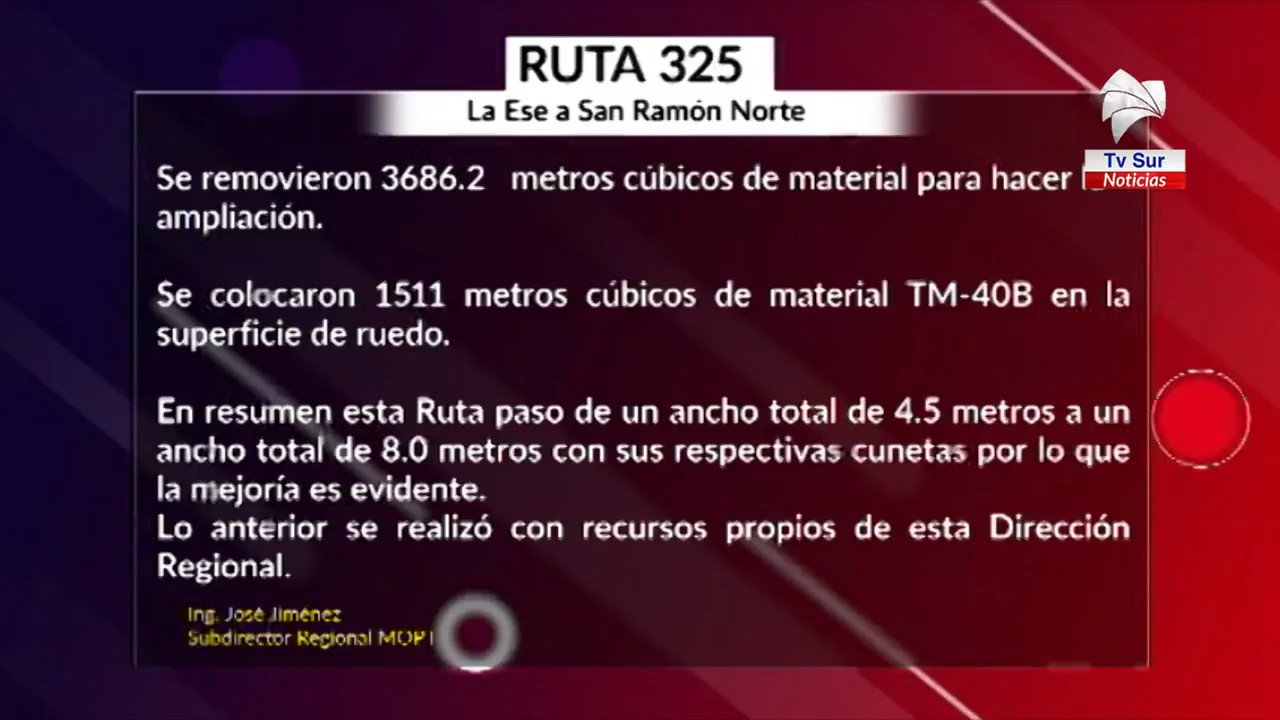 RUTA 325
La Ese a San Ramón Norte
Tv Sur
Noticias
Se removieron 3686.2 metros cúbicos de material para hacer
ampliación.
Se colocaron 1511 metros cúbicos de material TM-40B en la
superficie de ruedo.
En resumen esta Ruta paso de un ancho total de 4.5 metros a un
ancho total de 8.0 metros con sus respectivas cunetas por lo que
la mejoría es evidente.
Lo anterior se realizó con recursos propios de esta Dirección
Regional.
Ing. José Jiménez
Subdirector Regional MOPT